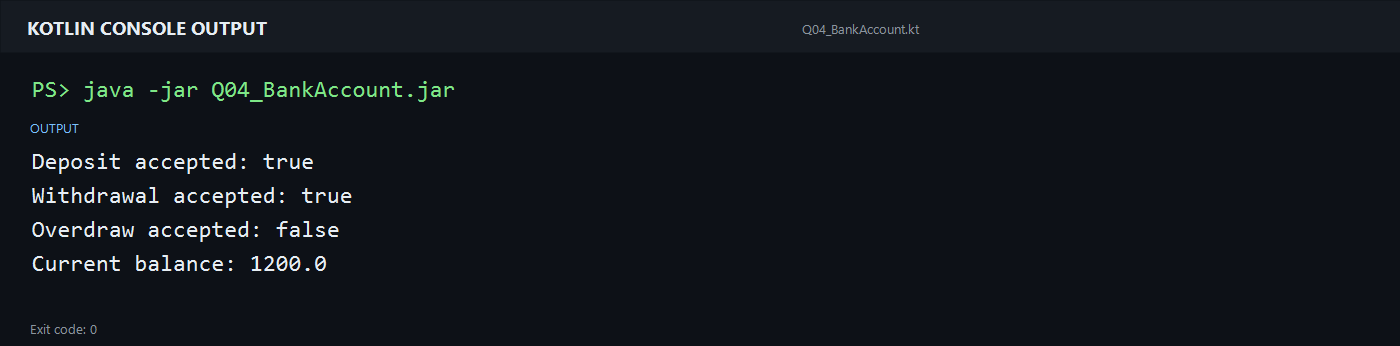 KOTLIN CONSOLE OUTPUT
Q04_BankAccount.kt
PS> java -jar Q04_BankAccount.jar
OUTPUT
Deposit accepted: true
Withdrawal accepted: true
Overdraw accepted: false
Current balance: 1200.0
Exit code: 0